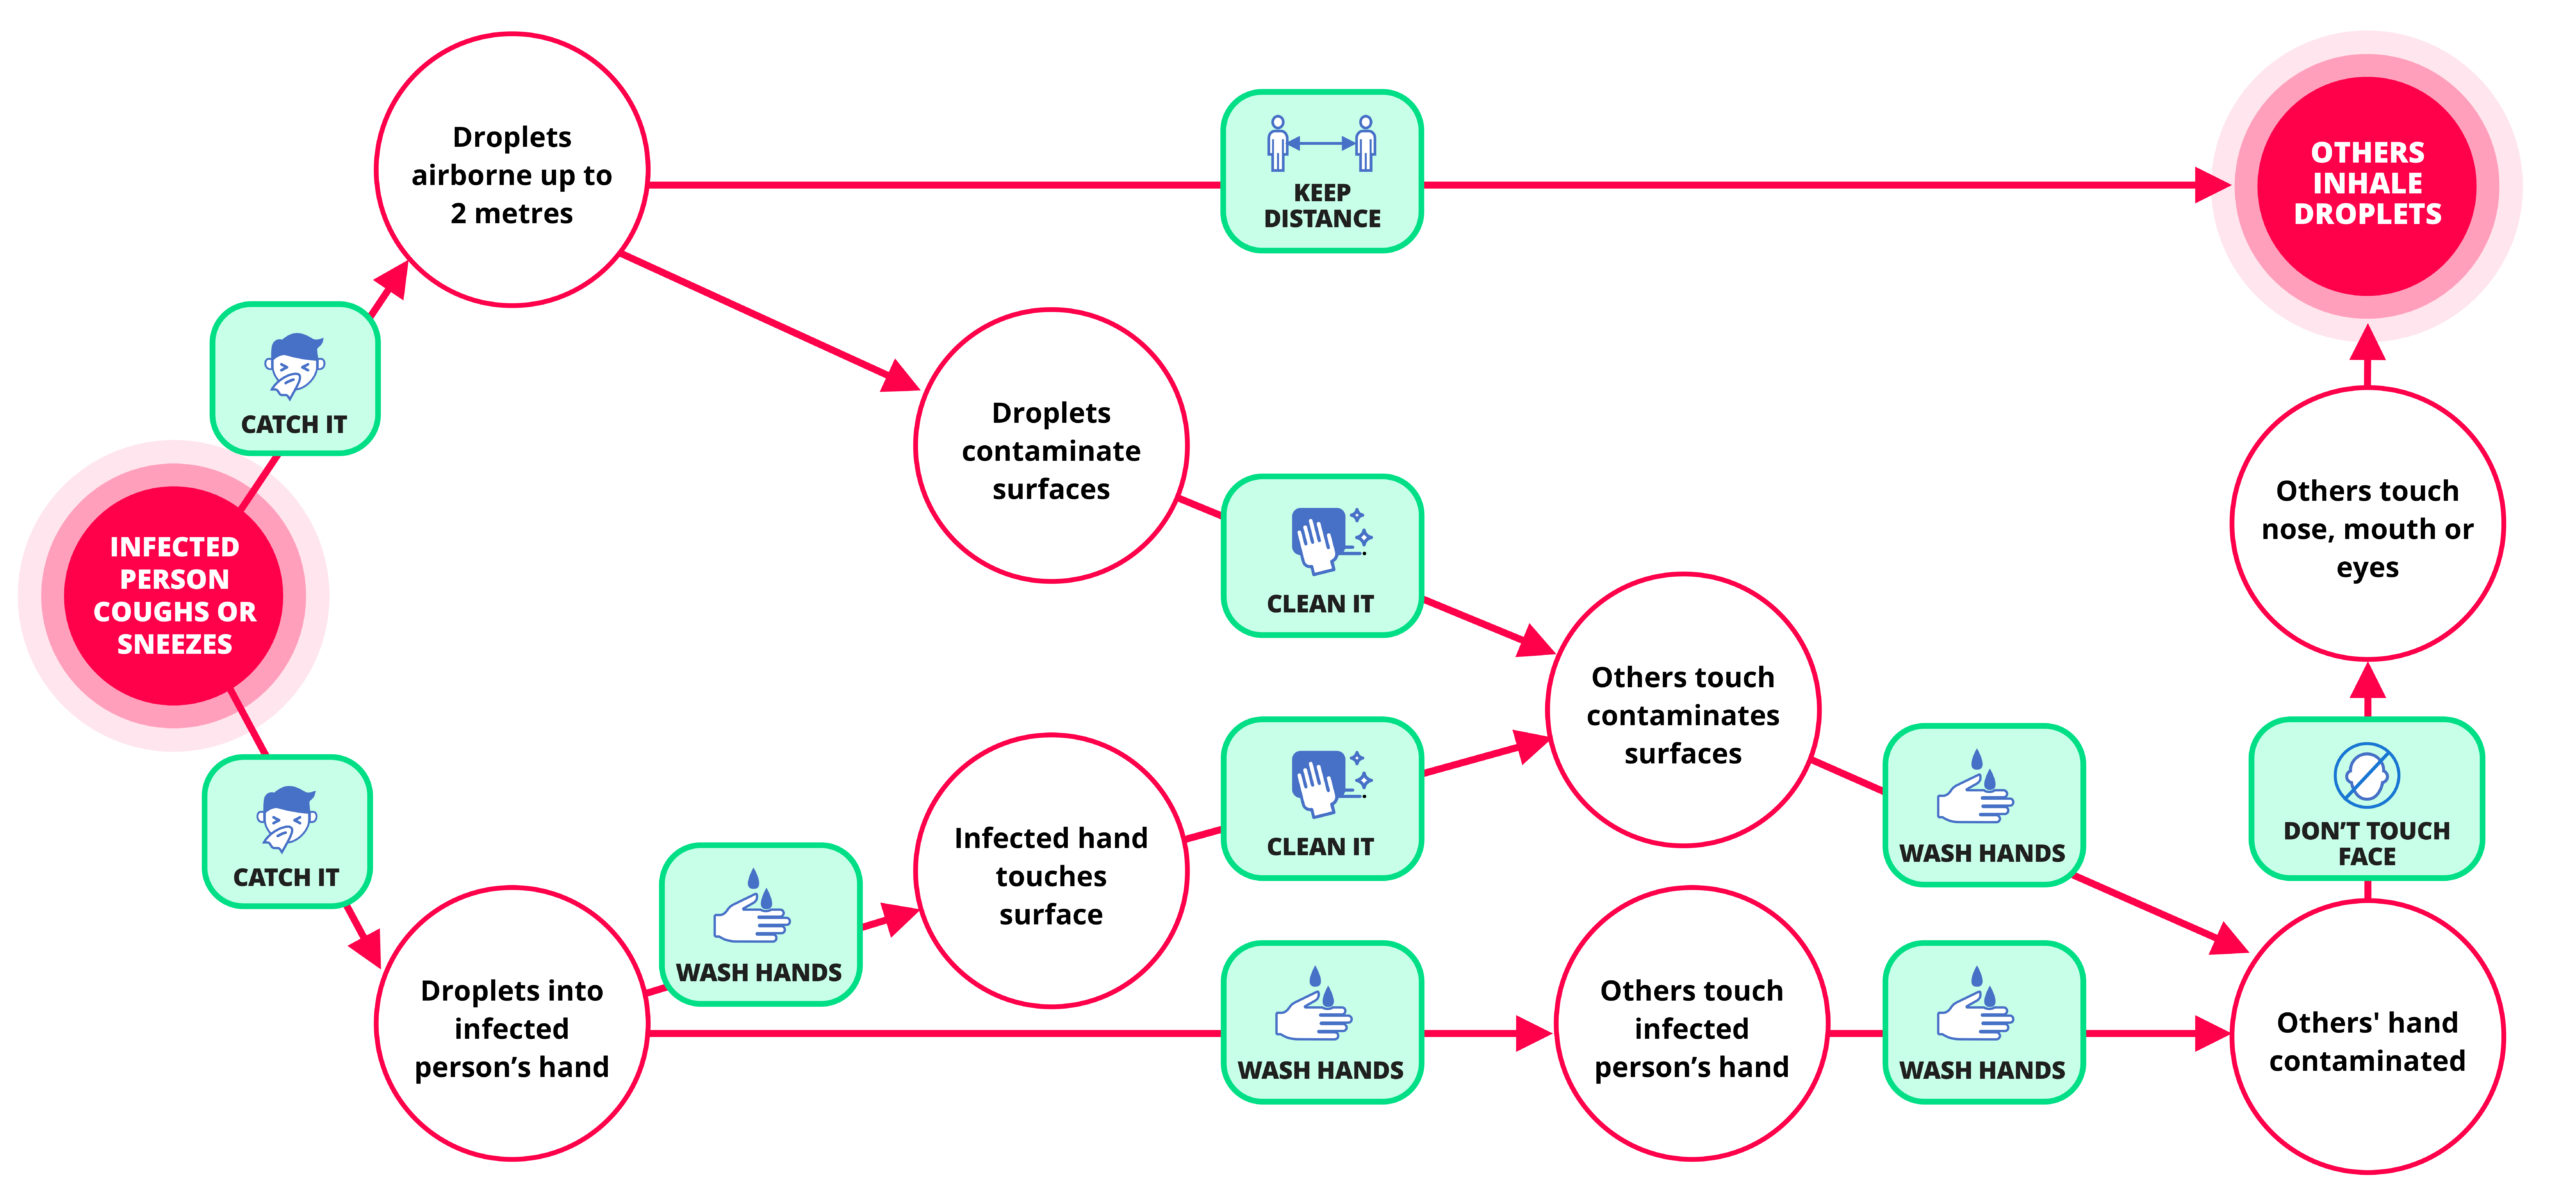 Droplets
airborne up to
2 metres
KEEP
DISTANCE
OTHERS
INHALE
DROPLETS
CATCH IT
Droplets
contaminate
surfaces
INFECTED
PERSON
COUGHS OR
SNEEZES
CLEAN IT
Others touch
nose, mouth or
eyes
Others touch
contaminates
surfaces
CATCH IT
Infected hand
touches
surface
CLEAN IT
WASH HANDS
DON’T TOUCH
FACE
WASH HANDS
Droplets into
infected
person’s hand
WASH HANDS
Others touch
infected
person’s hand
WASH HANDS
Others' hand
contaminated